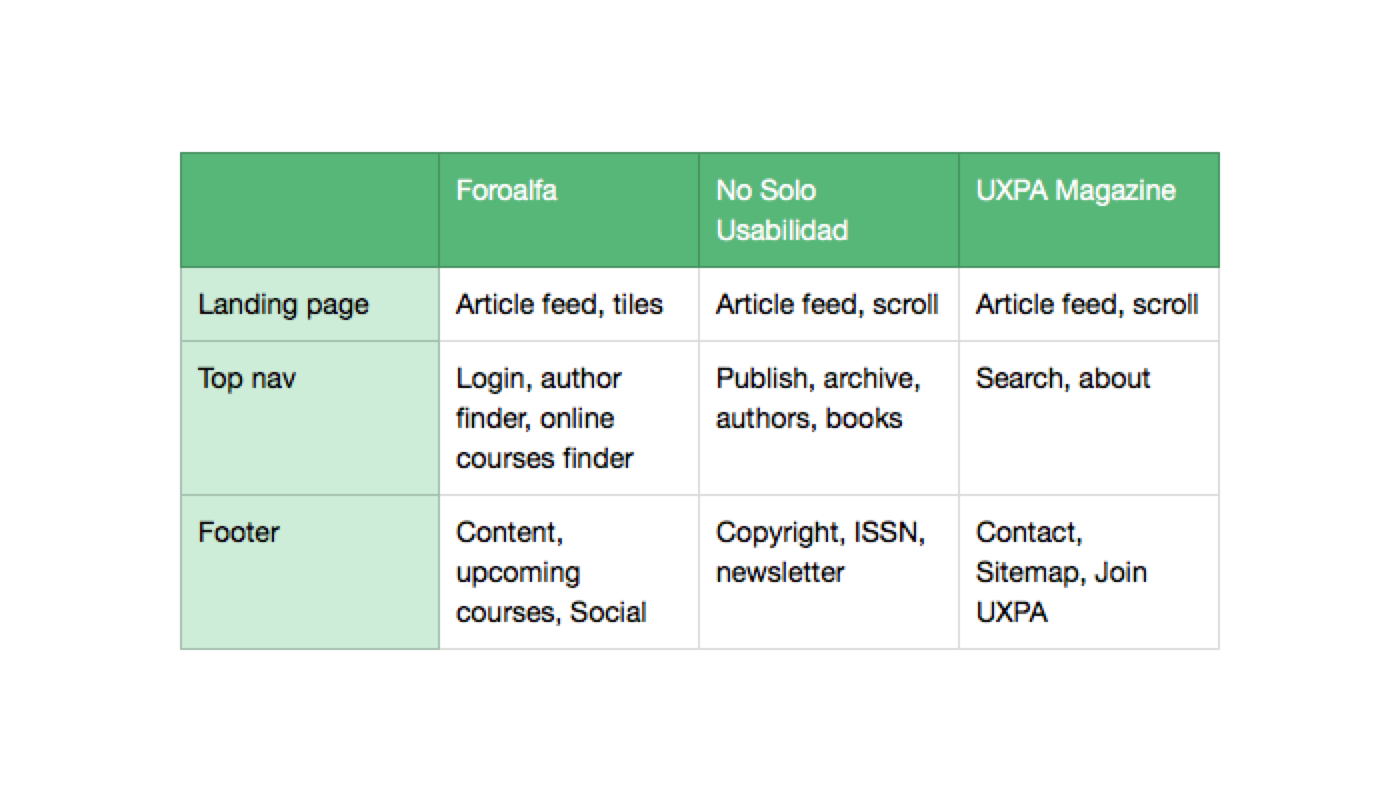 Foroalfa
No Solo
Usabilidad
UXPA Magazine
Landing page
Article feed, tiles
Article feed, scroll
Article feed, scroll
Top nav
Login, author
finder, online
courses finder
Publish, archive,
authors, books
Search, about
Footer
Content,
upcoming
courses, Social
Copyright, ISSN,
newsletter
Contact,
Sitemap, Join
UXPA